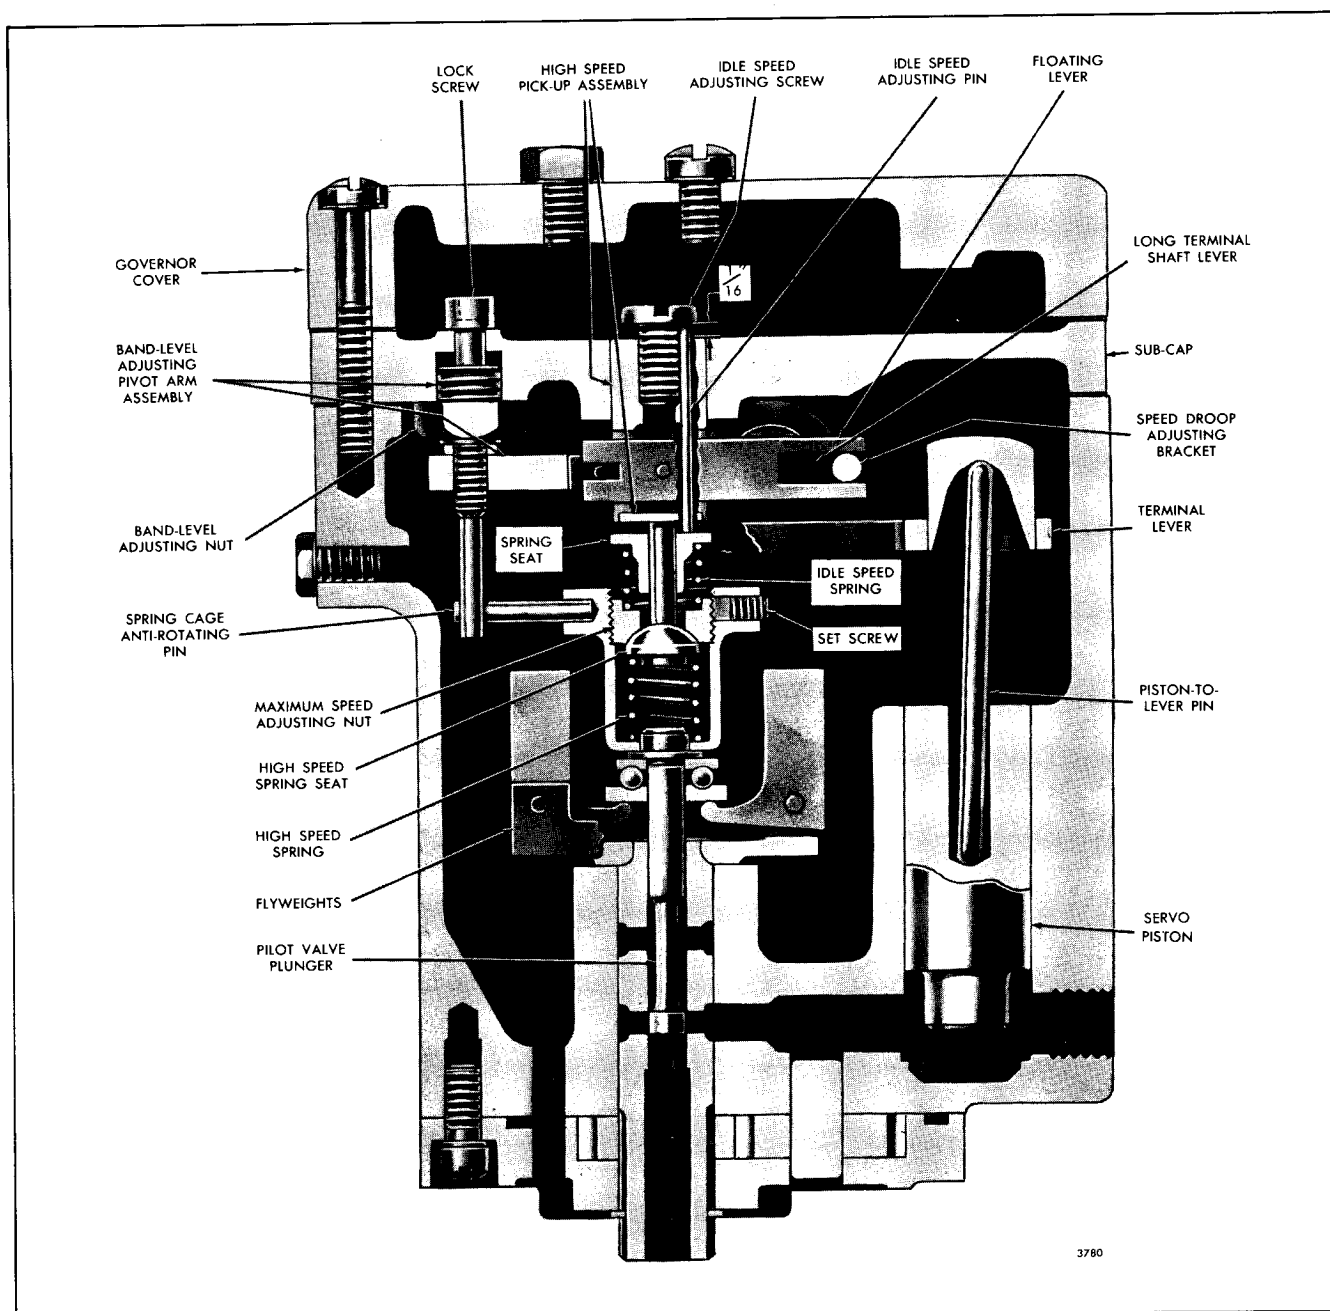 LOCK
SCREW
HIGH SPEED
PICK-UP ASSEMBLY
IDLE SPEED
ADJUSTING SCREW
IDLE SPEED
ADJUSTING PIN
FLOATING
LEVER
GOVERNOR
COVER
LONG TERMINAL
SHAFT LEVER
16
BAND-LEVEL
ADJUSTING
PIVOT ARM
ASSEMBLY
SUB-CAP
SPEED DROOP
ADJUSTING
BRACKET
BAND-LEVEL
ADJUSTING NUT
SPRING
SEAT
TERMINAL
LEVER
IDLE SPEED
SPRING
SPRING CAGE
ANTI-ROTATING
PIN
SET SCREW
MAXIMUM SPEED
ADJUSTING NUT
PISTON-TO-
LEVER PIN
HIGH SPEED
SPRING SEAT
HIGH SPEED
SPRING
FLYWEIGHTS
SERVO
PISTON
PILOT VALVE
PLUNGER
3780